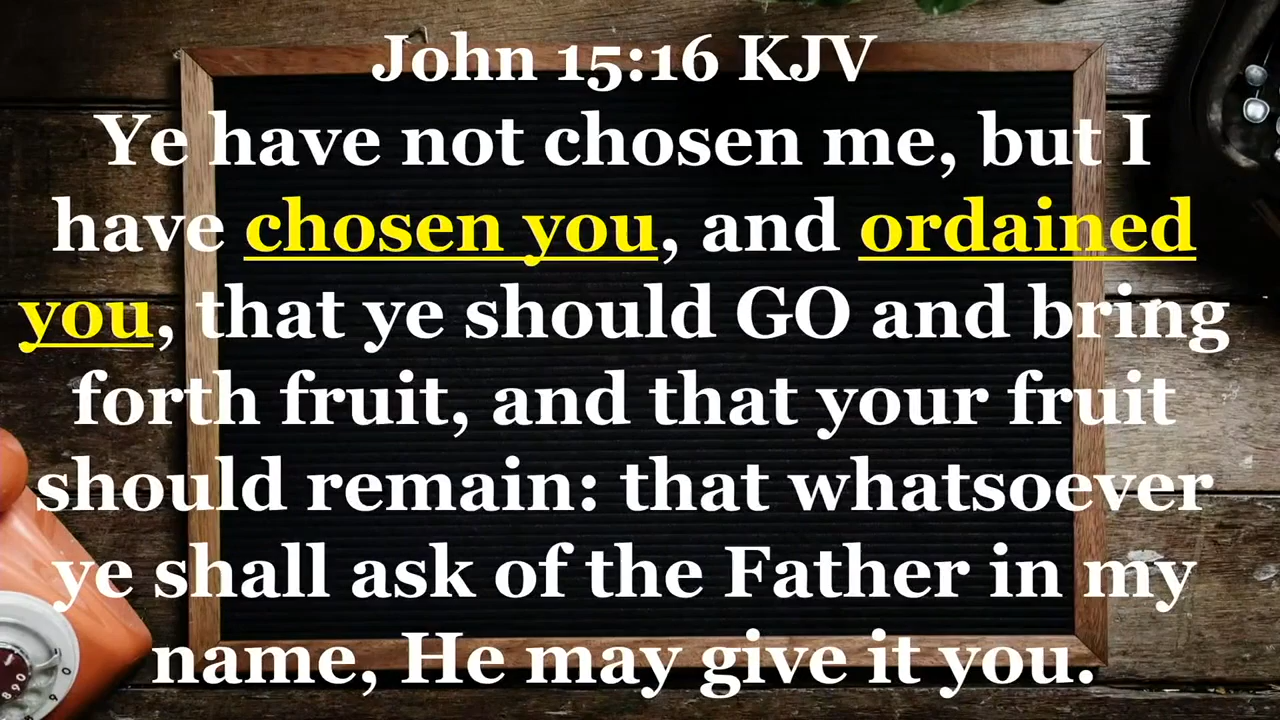 John 15:16 KJV
Ye have not chosen me, but I
have chosen you, and ordained
you, that ye should GO and bring
forth fruit, and that your fruit
should remain: that whatsoever
ye shall ask of the Father in my
name, He may give it you.